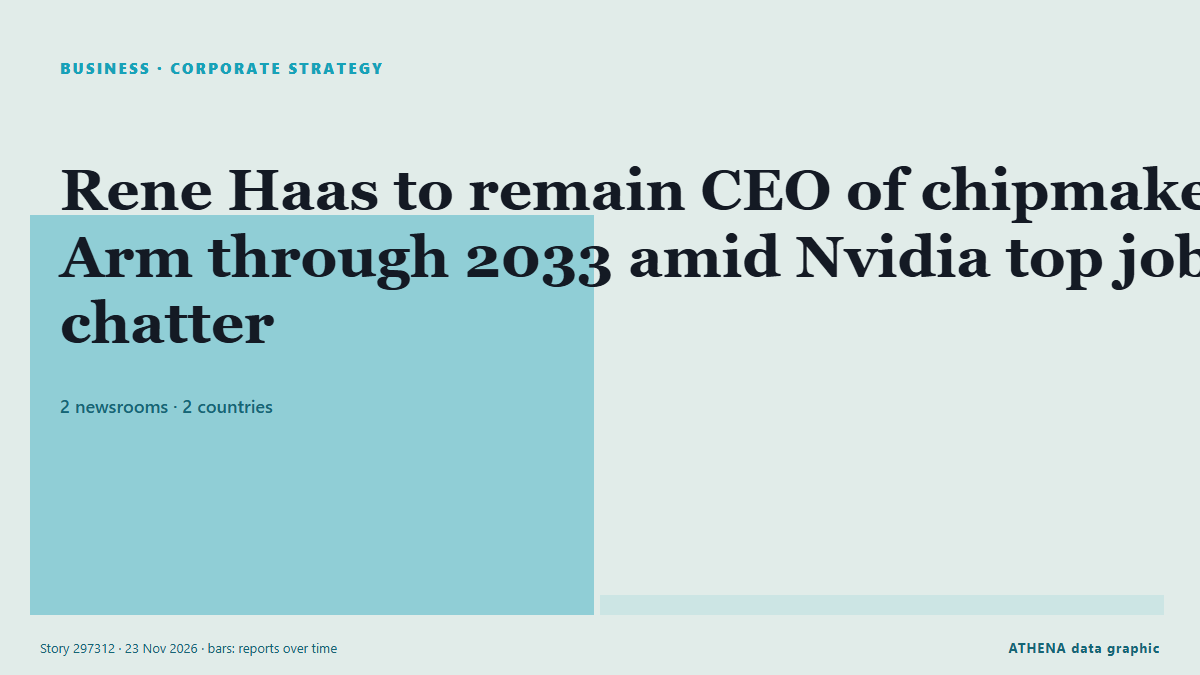 BUSINESS · CORPORATE STRATEGY
Rene Haas to remain CEO of chipmake
Arm through 2033 amid Nvidia top job
chatter
2 newsrooms · 2 countries
Story 297312 · 23 Nov 2026 · bars: reports over time
ATHENA data graphic